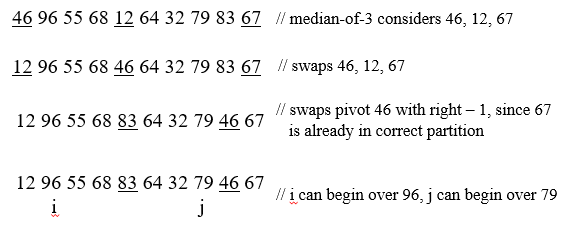 46 96 55 68 12 64 32 79 83 67 // median-of-3 considers 46, 12, 67
12 96 55 68 46 64 32 79 83 67 // swaps 46, 12, 67
12 96 55 68 83 64 32 79 46 67 // swaps pivot 46 with right – 1, since 67
is already in correct partition
12 96 55 68 83 64 32 79 46 67 // i can begin over 96, j can begin over 79
i j